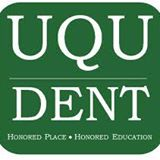 UQU
DENT
HONORED PLACE • HONORED EDUCATION